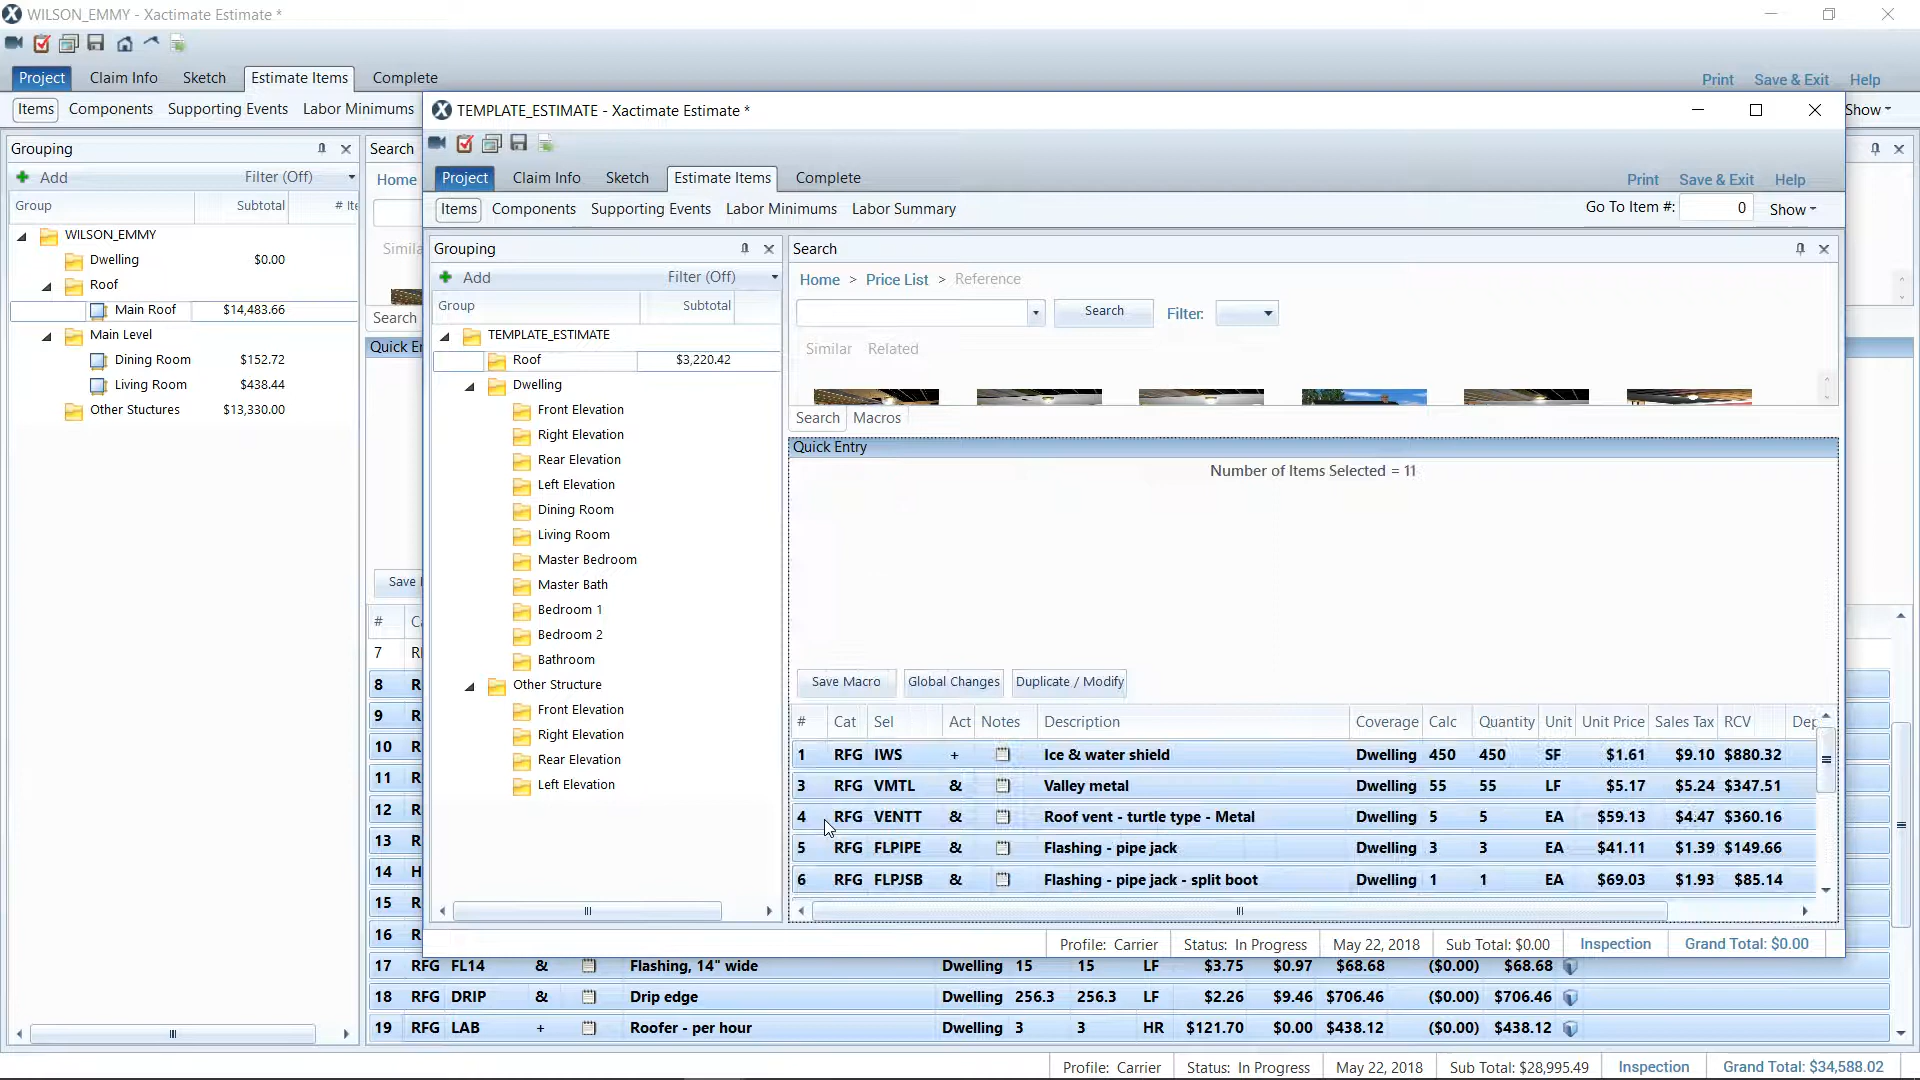 WILSON_EMMY - Xactimate Estimate *
Project Claim Info Sketch Estimate Items Complete
Print Save & Exit Help
Items Components Supporting Events Labor Minimums
Show
Grouping
Add Filter (Off)
Group Subtotal # Ite
WILSON_EMMY
Dwelling $0.00
Roof
Main Roof $14,483.66
Main Level
Dining Room $152.72
Living Room $438.44
Other Stuctures $13,330.00
Search
Home
Simila
Search
Quick En
Save
#
7
8
9
10
11
12
13
14
15
16
17 RFG FL14 & Flashing, 14" wide Dwelling 15 15 LF $3.75 $0.97 $68.68 ($0.00) $68.68
18 RFG DRIP & Drip edge Dwelling 256.3 256.3 LF $2.26 $9.46 $706.46 ($0.00) $706.46
19 RFG LAB + Roofer - per hour Dwelling 3 3 HR $121.70 $0.00 $438.12 ($0.00) $438.12
Profile: Carrier Status: In Progress May 22, 2018 Sub Total: $28,995.49 Inspection Grand Total: $34,588.02
TEMPLATE_ESTIMATE - Xactimate Estimate *
Project Claim Info Sketch Estimate Items Complete
Print Save & Exit Help
Items Components Supporting Events Labor Minimums Labor Summary
Go To Item #: 0 Show
Grouping
Add Filter (Off)
Group Subtotal
TEMPLATE_ESTIMATE
Roof $3,220.42
Dwelling
Front Elevation
Right Elevation
Rear Elevation
Left Elevation
Dining Room
Living Room
Master Bedroom
Master Bath
Bedroom 1
Bedroom 2
Bathroom
Other Structure
Front Elevation
Right Elevation
Rear Elevation
Left Elevation
Search
Home > Price List > Reference
Search Filter:
Similar Related
Search Macros
Quick Entry
Number of Items Selected = 11
Save Macro Global Changes Duplicate / Modify
# Cat Sel Act Notes Description Coverage Calc Quantity Unit Unit Price Sales Tax RCV Dep
1 RFG IWS + Ice & water shield Dwelling 450 450 SF $1.61 $9.10 $880.32
3 RFG VMTL & Valley metal Dwelling 55 55 LF $5.17 $5.24 $347.51
4 RFG VENTT & Roof vent - turtle type - Metal Dwelling 5 5 EA $59.13 $4.47 $360.16
5 RFG FLPIPE & Flashing - pipe jack Dwelling 3 3 EA $41.11 $1.39 $149.66
6 RFG FLPJSB & Flashing - pipe jack - split boot Dwelling 1 1 EA $69.03 $1.93 $85.14
Profile: Carrier Status: In Progress May 22, 2018 Sub Total: $0.00 Inspection Grand Total: $0.00